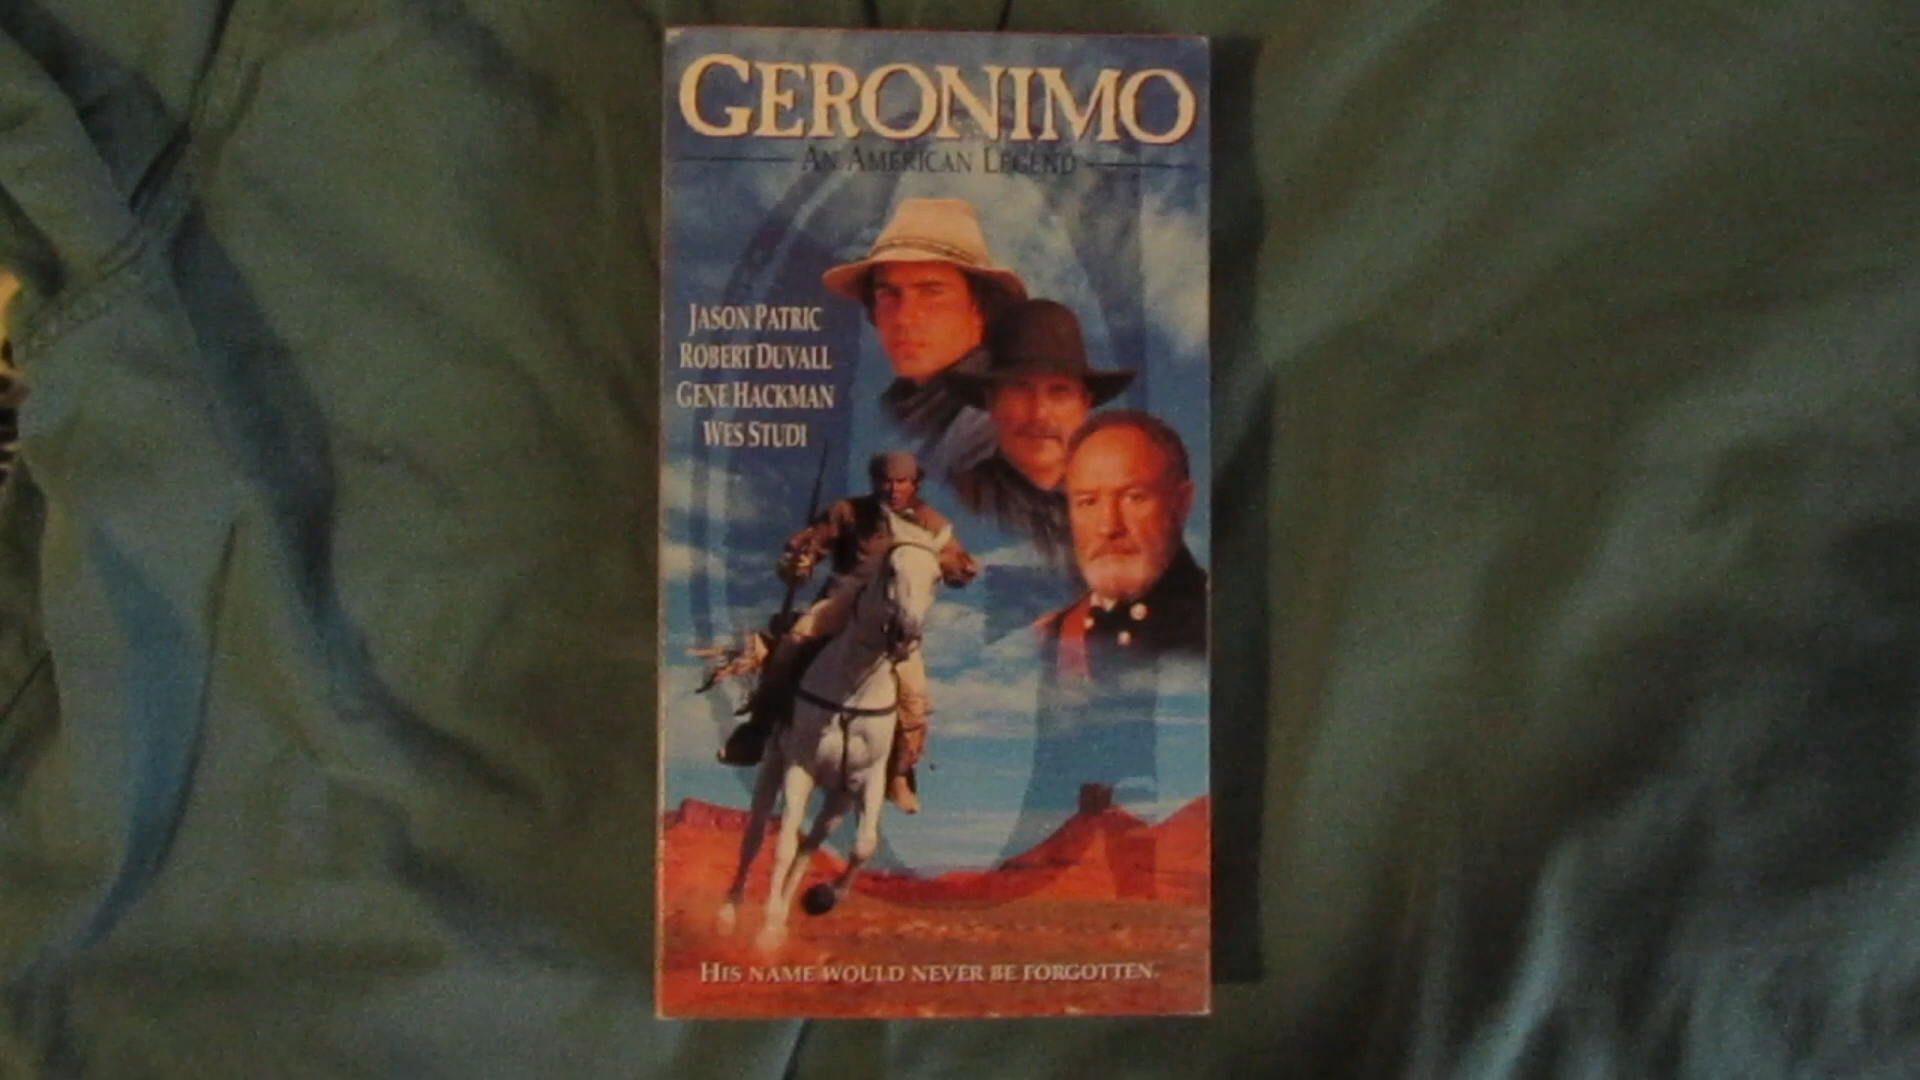 GERONIMO
AN AMERICAN LEGEND
JASON PATRIC
ROBERT DUVALL
GENE HACKMAN
WES STUDI
HIS NAME WOULD NEVER BE FORGOTTEN.